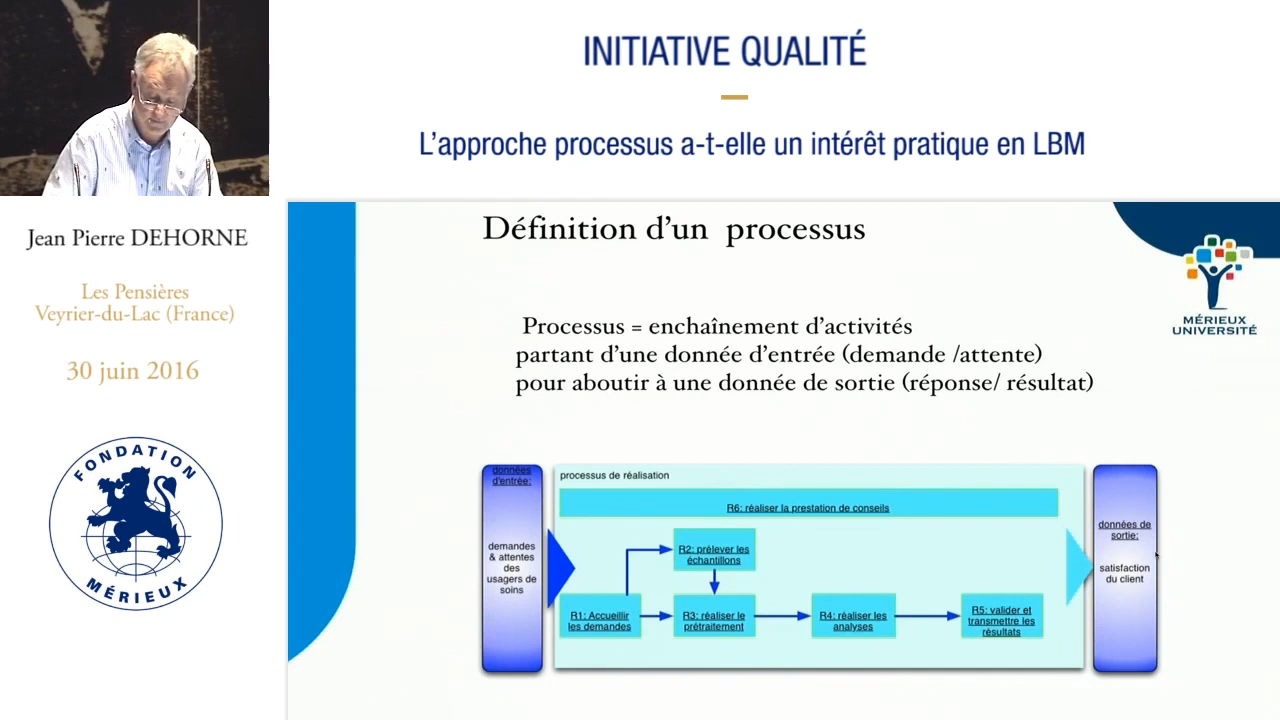 INITIATIVE QUALITÉ
L'approche processus a-t-elle un intérêt pratique en LBM
Jean Pierre DEHORNE
Les Pensières
Veyrier-du-Lac (France)
30 juin 2016
FONDATION
MÉRIEUX
Définition d'un processus
MÉRIEUX
UNIVERSITÉ
Processus = enchaînement d'activités
partant d'une donnée d'entrée (demande /attente)
pour aboutir à une donnée de sortie (réponse/ résultat)
données
d'entrée:
demandes
& attentes
des
usagers de
soins
processus de réalisation
R6: réaliser la prestation de conseils
R2: prélever les
échantillons
R1: Accueillir
les demandes
R3: réaliser le
prétraitement
R4: réaliser les
analyses
R5: valider et
transmettre les
résultats
données de
sortie:
satisfaction
du client